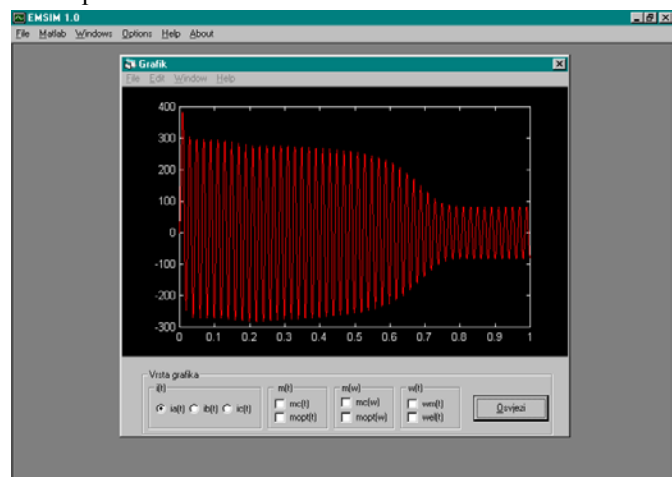 EMSIM 1.0
File Matlab Windows Options Help About
Grafik
File Edit Window Help
400
300
200
100
0
-100
-200
-300
0 0.1 0.2 0.3 0.4 0.5 0.6 0.7 0.8 0.9 1
Vrsta grafika
i(t) m(t) m(w) w(t)
ia(t) ib(t) ic(t)
mc(t) mc(w) wm(t)
mopt(t) mopt(w) wel(t)
Osvjezi